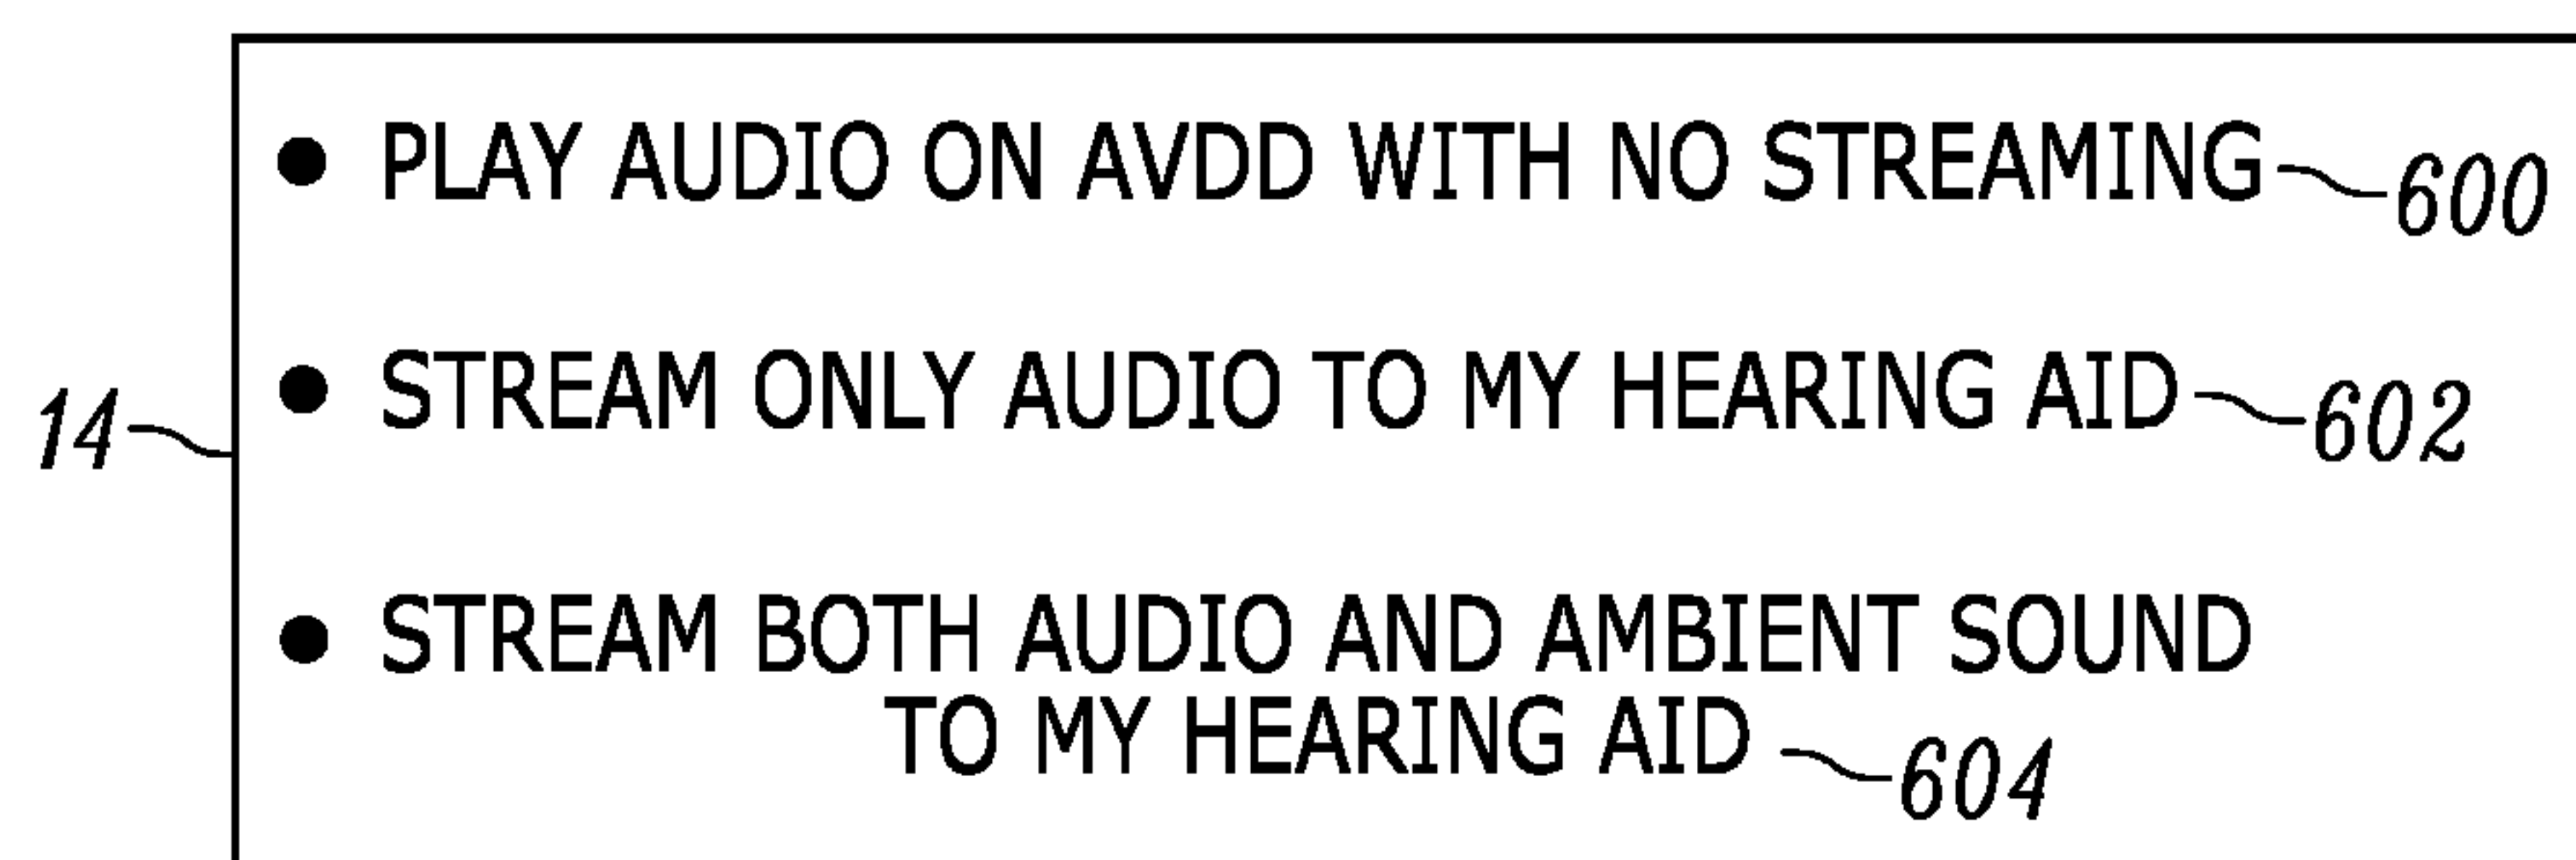 ● PLAY AUDIO ON AVDD WITH NO STREAMING 600
● STREAM ONLY AUDIO TO MY HEARING AID 602
14
● STREAM BOTH AUDIO AND AMBIENT SOUND
TO MY HEARING AID 604